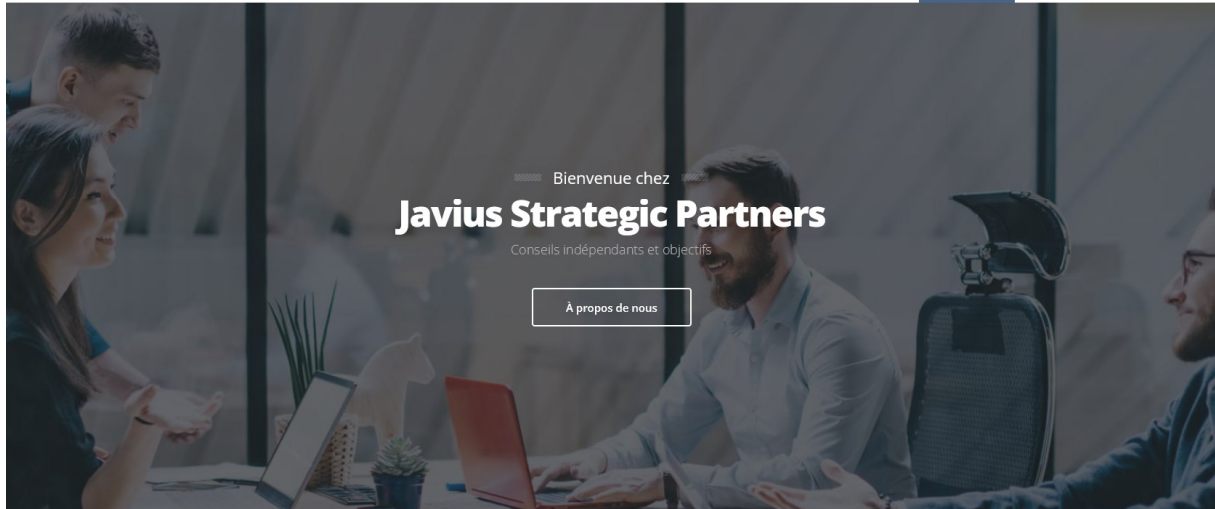 Bienvenue chez
Javius Strategic Partners
Conseils indépendants et objectifs
À propos de nous